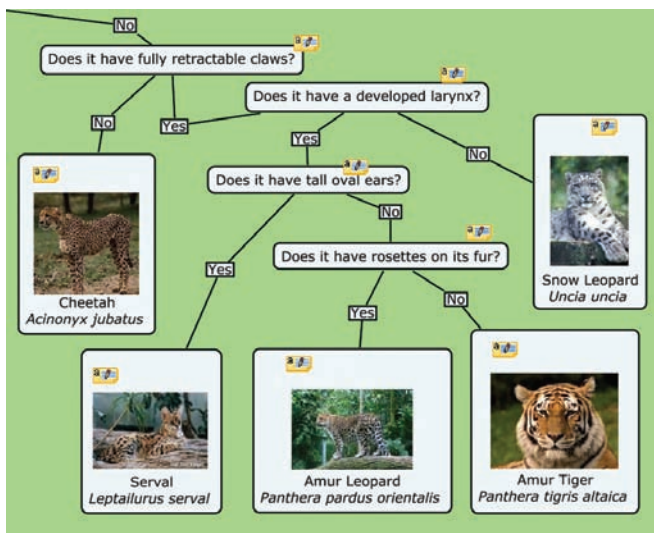 No
Does it have fully retractable claws?
Does it have a developed larynx?
No
Yes
Yes
No
Does it have tall oval ears?
No
Does it have rosettes on its fur?
Yes
Snow Leopard
Uncia uncia
Cheetah
Acinonyx jubatus
No
Yes
Serval
Leptailurus serval
Amur Leopard
Panthera pardus orientalis
Amur Tiger
Panthera tigris altaica